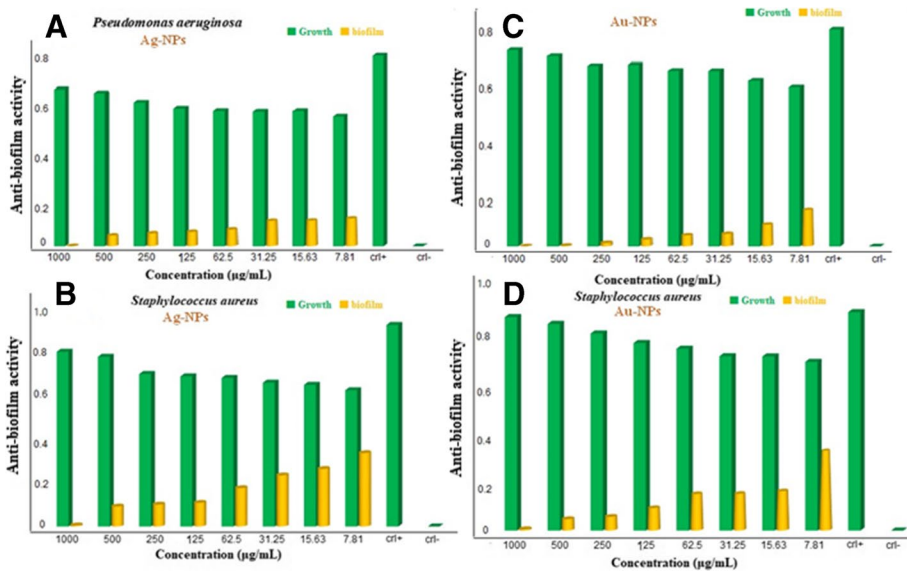 A
Pseudomonas aeruginosa
Ag-NPs
Growth biofilm
Anti-biofilm activity
0.8
0.6
0.4
0.2
0
1000 500 250 125 62.5 31.25 15.63 7.81 crl+ crl-
Concentration (µg/mL)
C
Au-NPs
Growth biofilm
Anti-biofilm activity
0.8
0.6
0.4
0.2
0
1000 500 250 125 62.5 31.25 15.63 7.81 crl+ crl-
Concentration (µg/mL)
B
Staphylococcus aureus
Ag-NPs
Growth biofilm
Anti-biofilm activity
1.0
0.8
0.6
0.4
0.2
0
1000 500 250 125 62.5 31.25 15.63 7.81 crl+ crl-
Concentration (µg/mL)
D
Staphylococcus aureus
Au-NPs
Growth biofilm
Anti-biofilm activity
1.0
0.8
0.6
0.4
0.2
0
1000 500 250 125 62.5 31.25 15.63 7.81 crl+ crl-
Concentration (µg/mL)